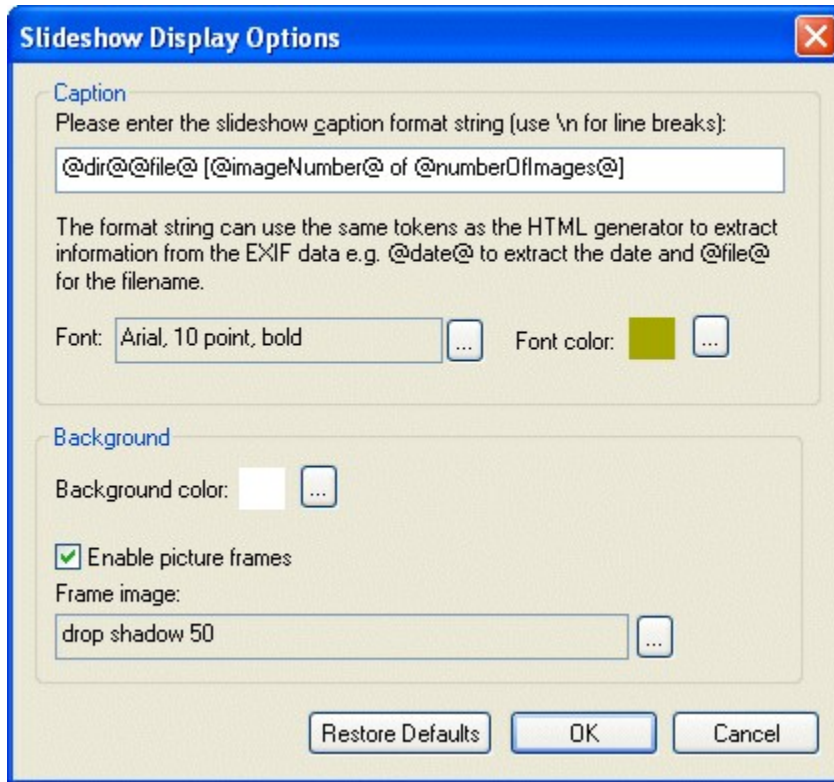 Slideshow Display Options
Caption
Please enter the slideshow caption format string (use \n for line breaks):
@dir@@file@ [@imageNumber@ of @numberOfImages@]
The format string can use the same tokens as the HTML generator to extract
information from the EXIF data e.g. @date@ to extract the date and @file@
for the filename.
Font: Arial, 10 point, bold ... Font color: ...
Background
Background color: ...
Enable picture frames
Frame image:
drop shadow 50 ...
Restore Defaults OK Cancel